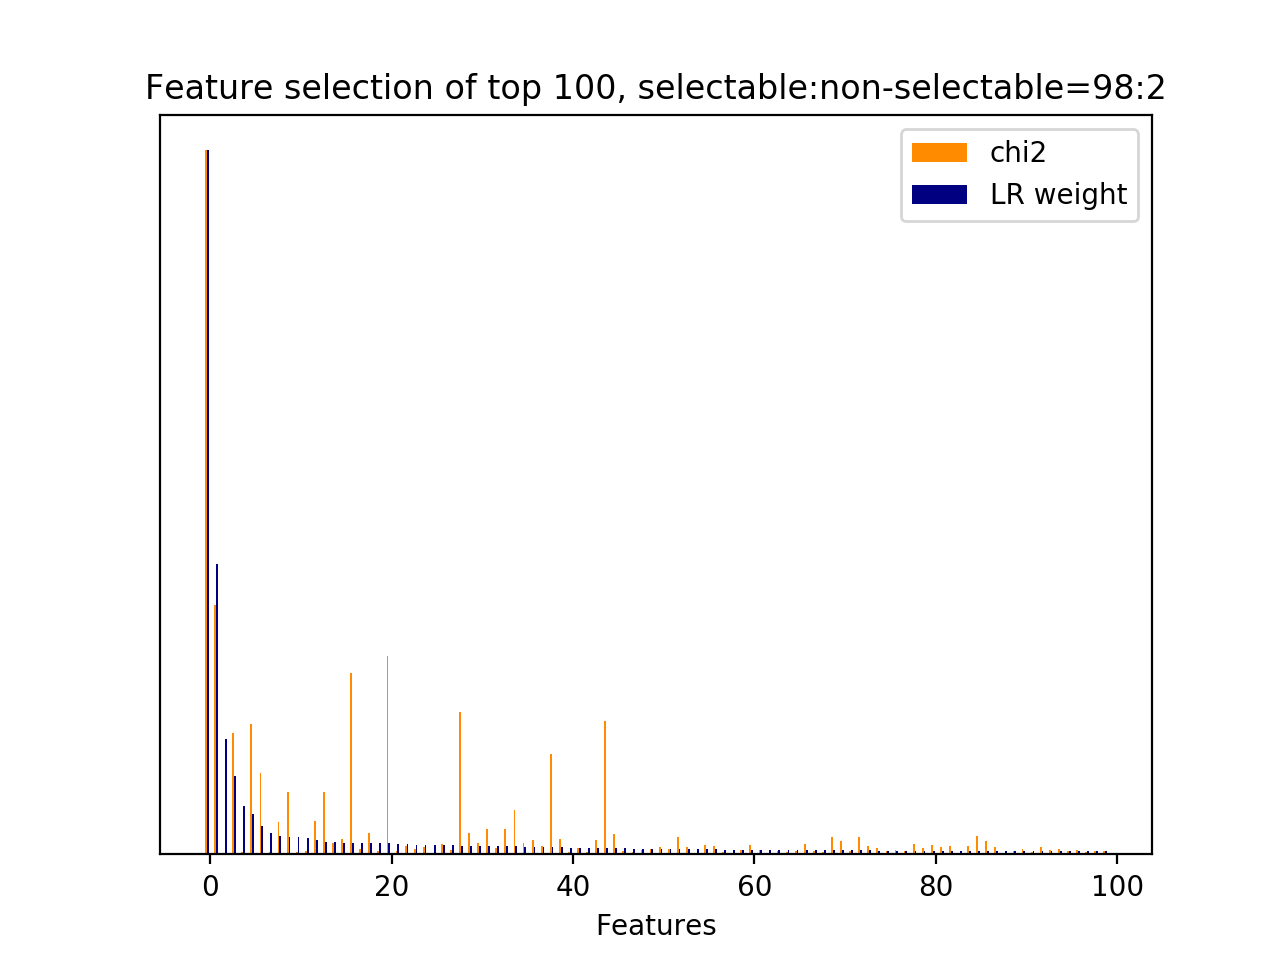 Feature selection of top 100, selectable:non-selectable=98:2
chi2
LR weight
0 20 40 60 80 100
Features